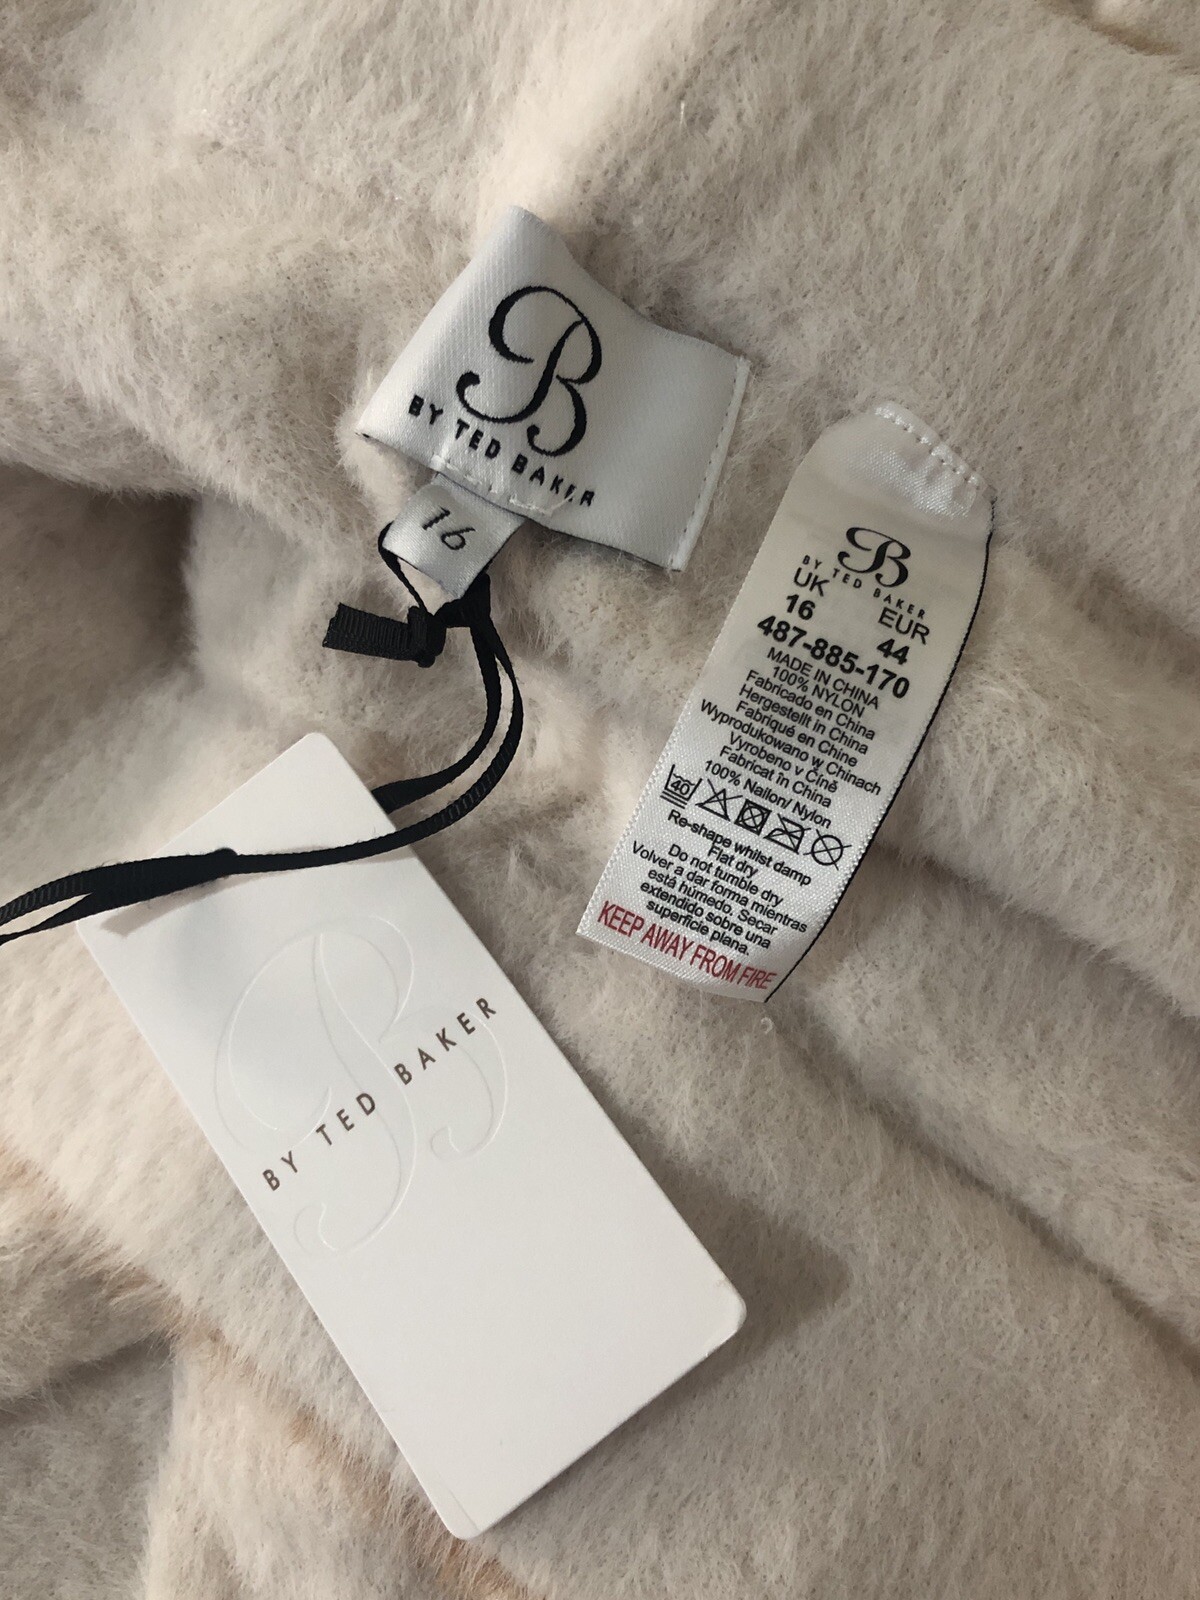 B
BY TED BAKER
16
B
BY TED BAKER
UK EUR
16 44
487-885-170
MADE IN CHINA
100% NYLON
Fabricado en China
Hergestellt in China
Fabriqué en Chine
Wyprodukowano w Chinach
Vyrobeno v Číně
Fabricat în China
100% Nailon/ Nylon
40
Re-shape whilst damp
Flat dry
Do not tumble dry
Volver a dar forma mientras
está húmedo. Secar
extendido sobre una
superficie plana.
KEEP AWAY FROM FIRE
B
BY TED BAKER